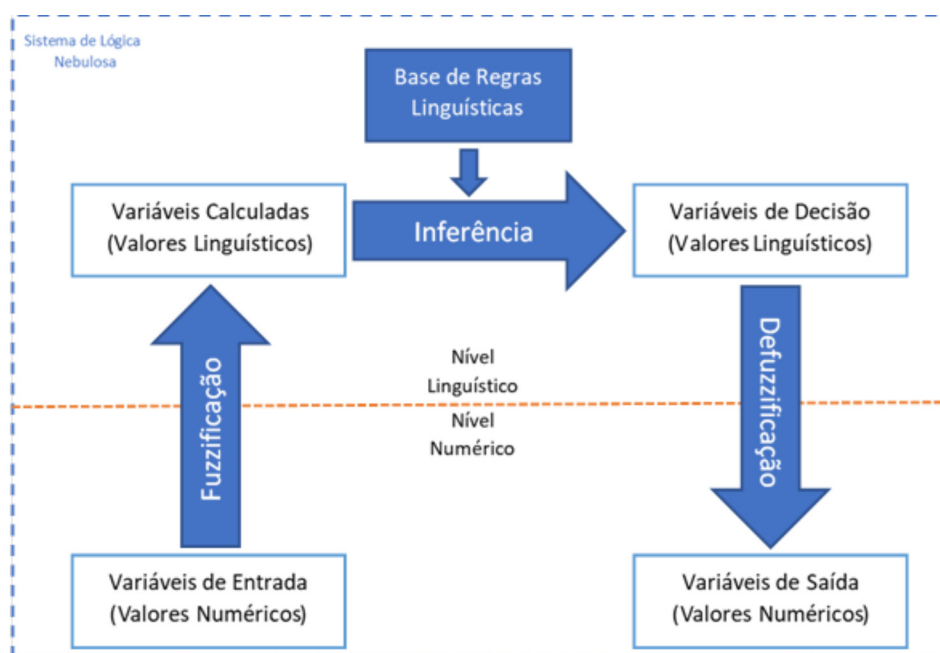 Sistema de Lógica
Nebulosa
Base de Regras
Linguísticas
Variáveis Calculadas
(Valores Linguísticos)
Inferência
Variáveis de Decisão
(Valores Linguísticos)
Fuzzificação
Nível
Linguístico
Nível
Numérico
Defuzzificação
Variáveis de Entrada
(Valores Numéricos)
Variáveis de Saída
(Valores Numéricos)